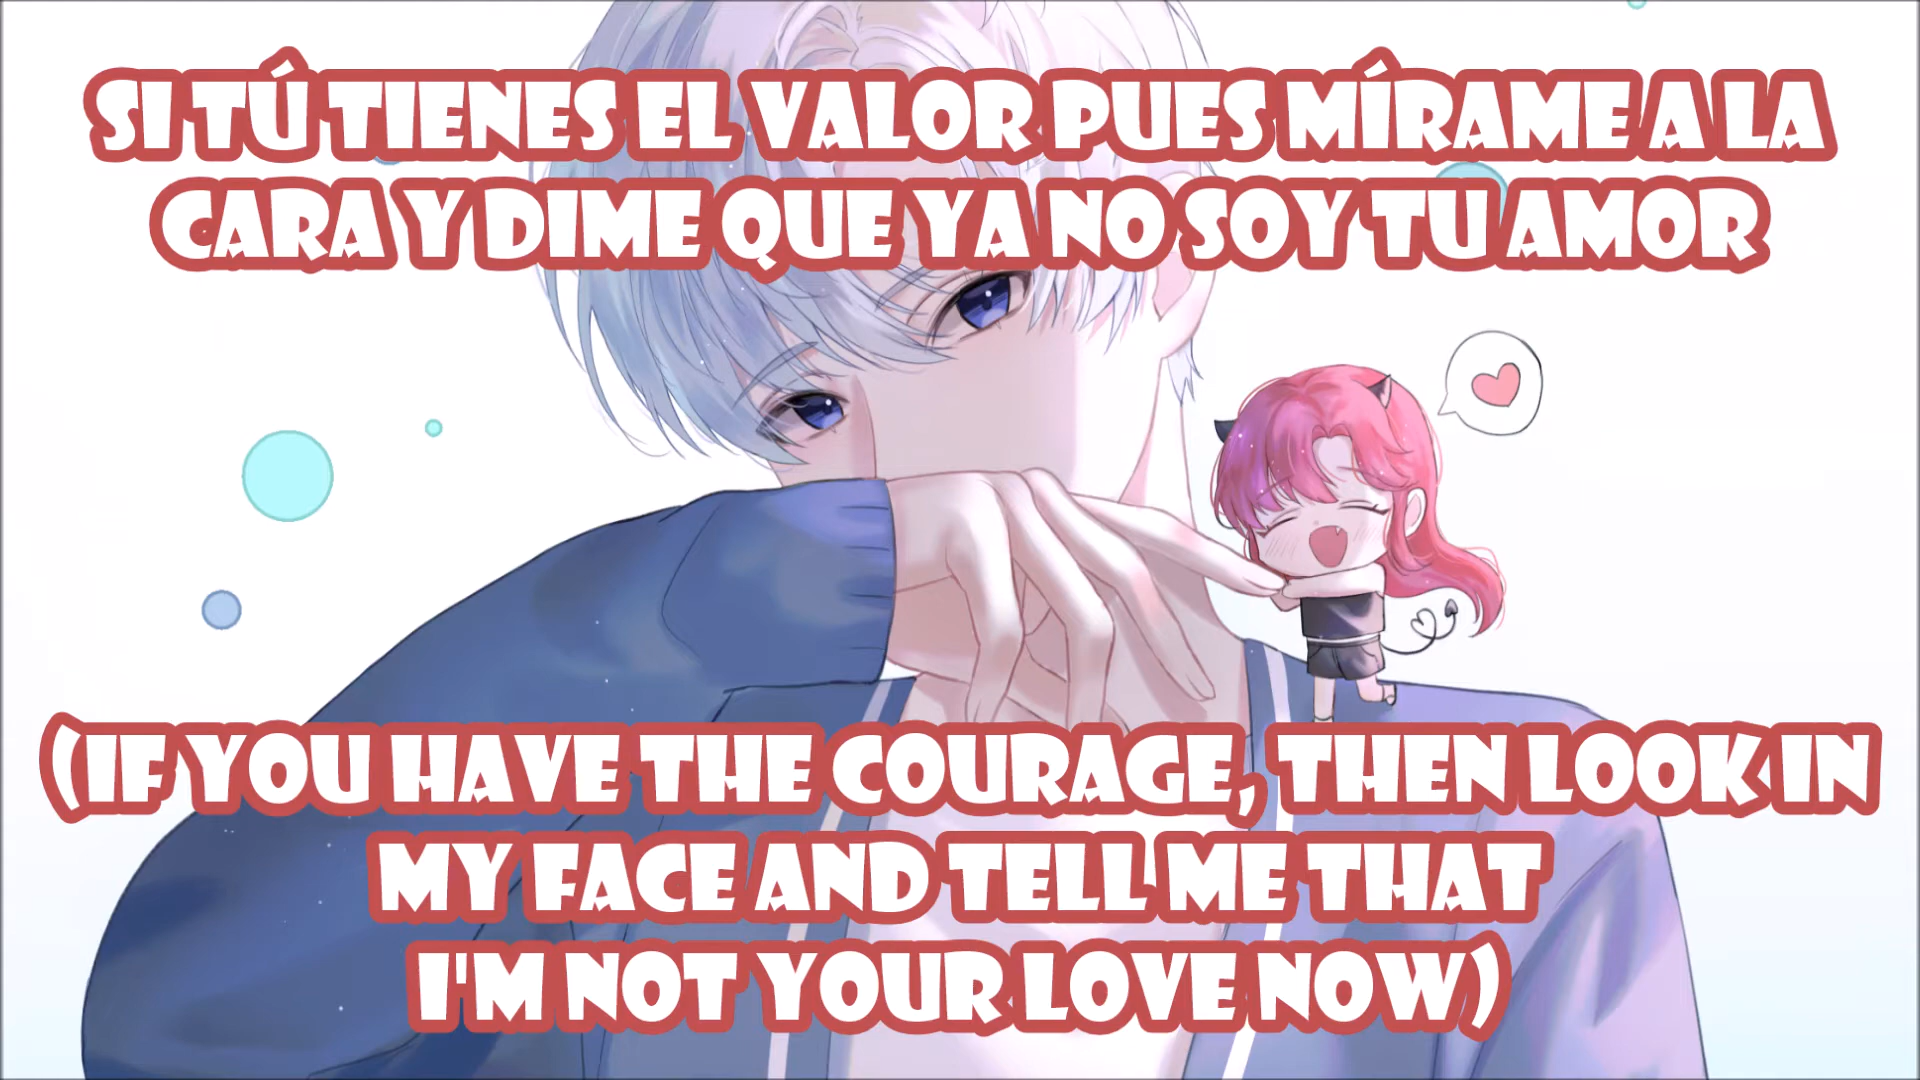 SI TÚ TIENES EL VALOR PUES MÍRAME A LA
CARA Y DIME QUE YA NO SOY TU AMOR
(IF YOU HAVE THE COURAGE, THEN LOOK IN
MY FACE AND TELL ME THAT
I'M NOT YOUR LOVE NOW)